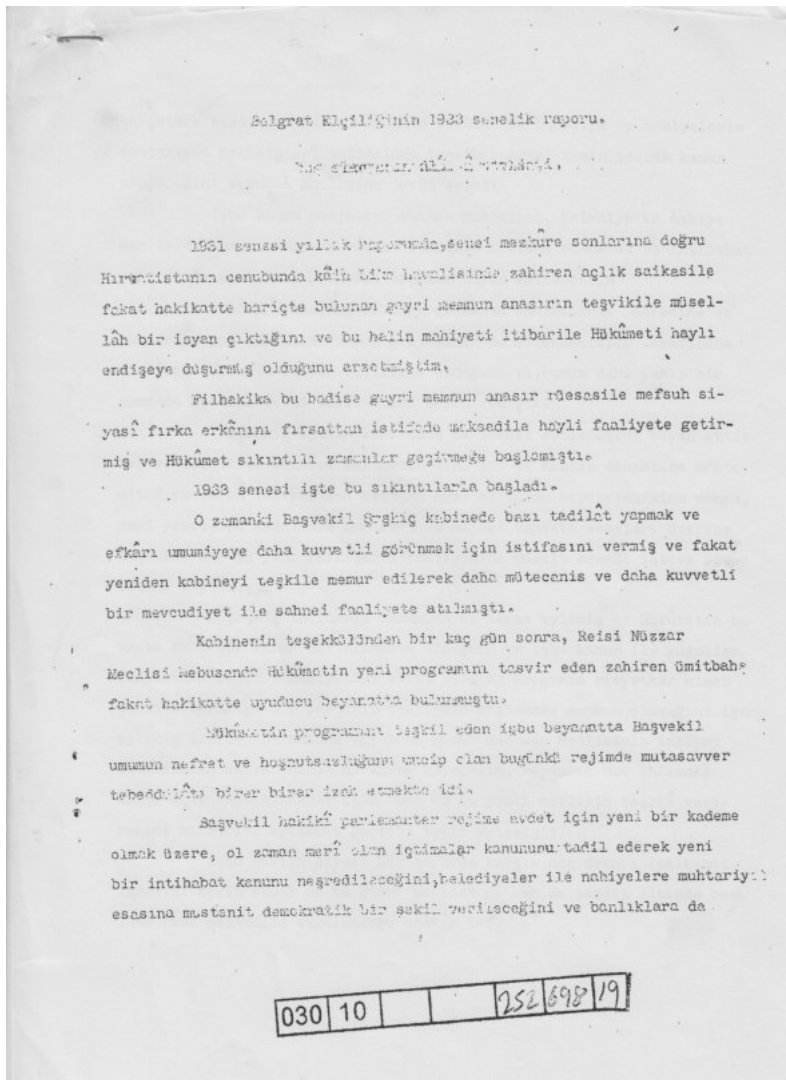 Belgrat Elçiliğinin 1933 senelik raporu.
1931 senesi yıllık raporunda,senei mezkûre sonlarına doğru
Hırvatistanın cenubunda kâin Lika havalisinde zahiren açlık saikasile
fakat hakikatte hariçte bulunan gayri memnun anasırın teşvikile müsel-
lâh bir isyan çıktığını ve bu halin mahiyeti itibarile Hükûmeti haylı
endişeye düşürmüş olduğunu arzetmiştim.
Filhakika bu hadise gayri memnun anasır rüesasile mefsuh si-
yasî fırka erkânını fırsattan istifade maksadile hayli faaliyete getir-
miş ve Hükûmet sıkıntılı zamanlar geçirmeğe başlamıştı.
1933 senesi işte bu sıkıntılarla başladı.
O zamanki Başvekil Sırşkiç kabinede bazı tadilât yapmak ve
efkârı umumiyeye daha kuvvetli görünmek için istifasını vermiş ve fakat
yeniden kabineyi teşkile memur edilerek daha mütecanis ve daha kuvvetli
bir mevcudiyet ile sahnei faaliyete atılmıştı.
Kabinenin teşekkülünden bir kaç gün sonra, Reisi Nüzzar
Meclisi Mebusanda Hükûmetin yeni programını tasvir eden zahiren ümitbahş
fakat hakikatte uyuducu beyanatta bulunmuştu.
Hükûmetin programını teşkil eden işbu beyanatta Başvekil
umumun nefret ve hoşnutsuzluğunu mucip olan bugünkü rejimde mutasavver
tebeddülâtı birer birer izah etmekte idi.
Başvekil hakikî parlemanter rejime avdet için yeni bir kademe
olmak üzere, ol zaman merî olan içtimalar kanununu tadil ederek yeni
bir intihabat kanunu neşredileceğini,belediyeler ile nahiyelere muhtariyet
esasına müstenit demokratik bir şekil verileceğini ve banlıklara da
030 10 252 698 19